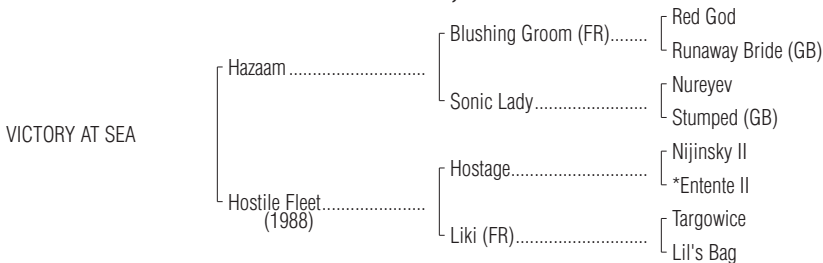 Red God
Blushing Groom (FR)........
Runaway Bride (GB)
Hazaam.............................
Nureyev
Sonic Lady........................
Stumped (GB)
VICTORY AT SEA
Nijinsky II
Hostage.............................
*Entente II
Hostile Fleet......................
(1988)
Targowice
Liki (FR)............................
Lil's Bag